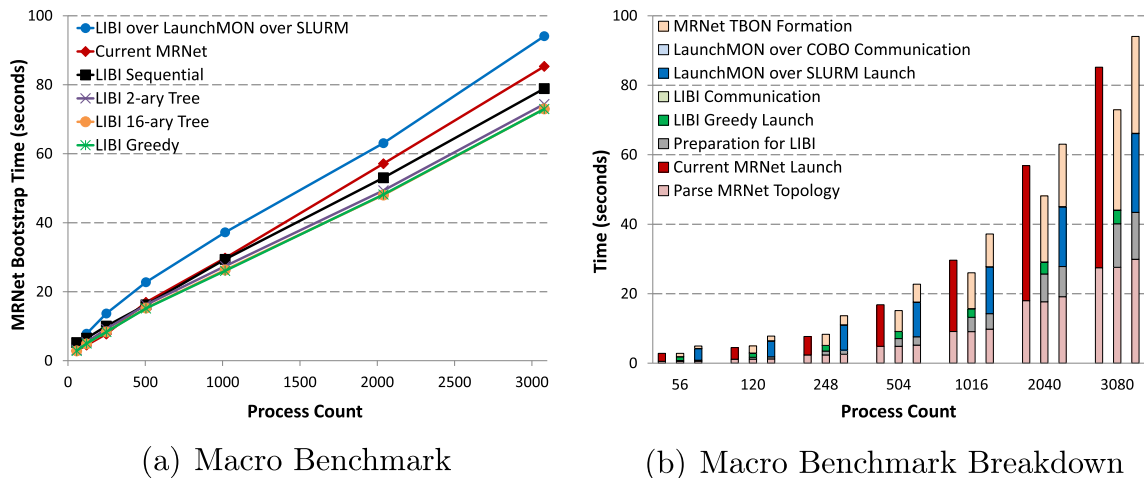 100
80
60
40
20
0
MRNet Bootstrap Time (seconds)
LIBI over LaunchMON over SLURM
Current MRNet
LIBI Sequential
LIBI 2-ary Tree
LIBI 16-ary Tree
LIBI Greedy
0 500 1000 1500 2000 2500 3000
Process Count
(a) Macro Benchmark
100
80
60
40
20
0
Time (seconds)
MRNet TBON Formation
LaunchMON over COBO Communication
LaunchMON over SLURM Launch
LIBI Communication
LIBI Greedy Launch
Preparation for LIBI
Current MRNet Launch
Parse MRNet Topology
56 120 248 504 1016 2040 3080
Process Count
(b) Macro Benchmark Breakdown